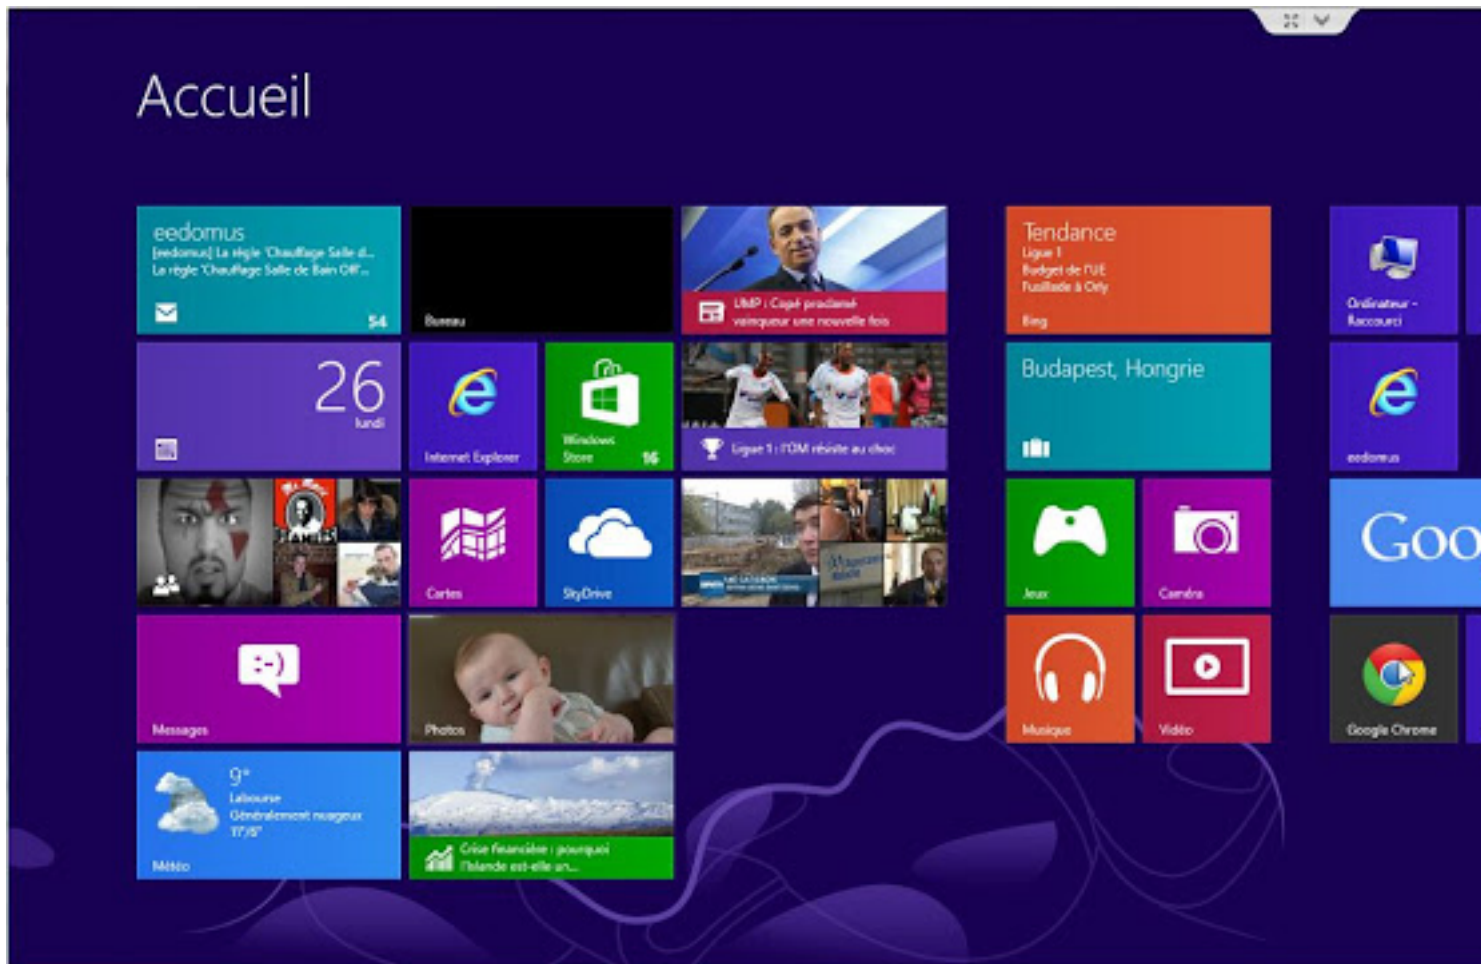 Accueil
eedomus
[eedomus] La règle 'Chauffage Salle d...
La règle 'Chauffage Salle de Bain Off'...
54
Bureau
UMP : Copé proclamé
vainqueur une nouvelle fois
26
lundi
Internet Explorer
Windows
Store
16
Ligue 1 : l'OM résiste au choc
Cartes
SkyDrive
Messages
Photos
9°
Labourse
Généralement nuageux
Météo
Crise financière : pourquoi
l'Islande est-elle un...
Tendance
Ligue 1
Budget de l'UE
Fusillade à Orly
Bing
Budapest, Hongrie
Jeux
Caméra
Musique
Vidéo
Ordinateur -
Raccourci
eedomus
Goo
Google Chrome